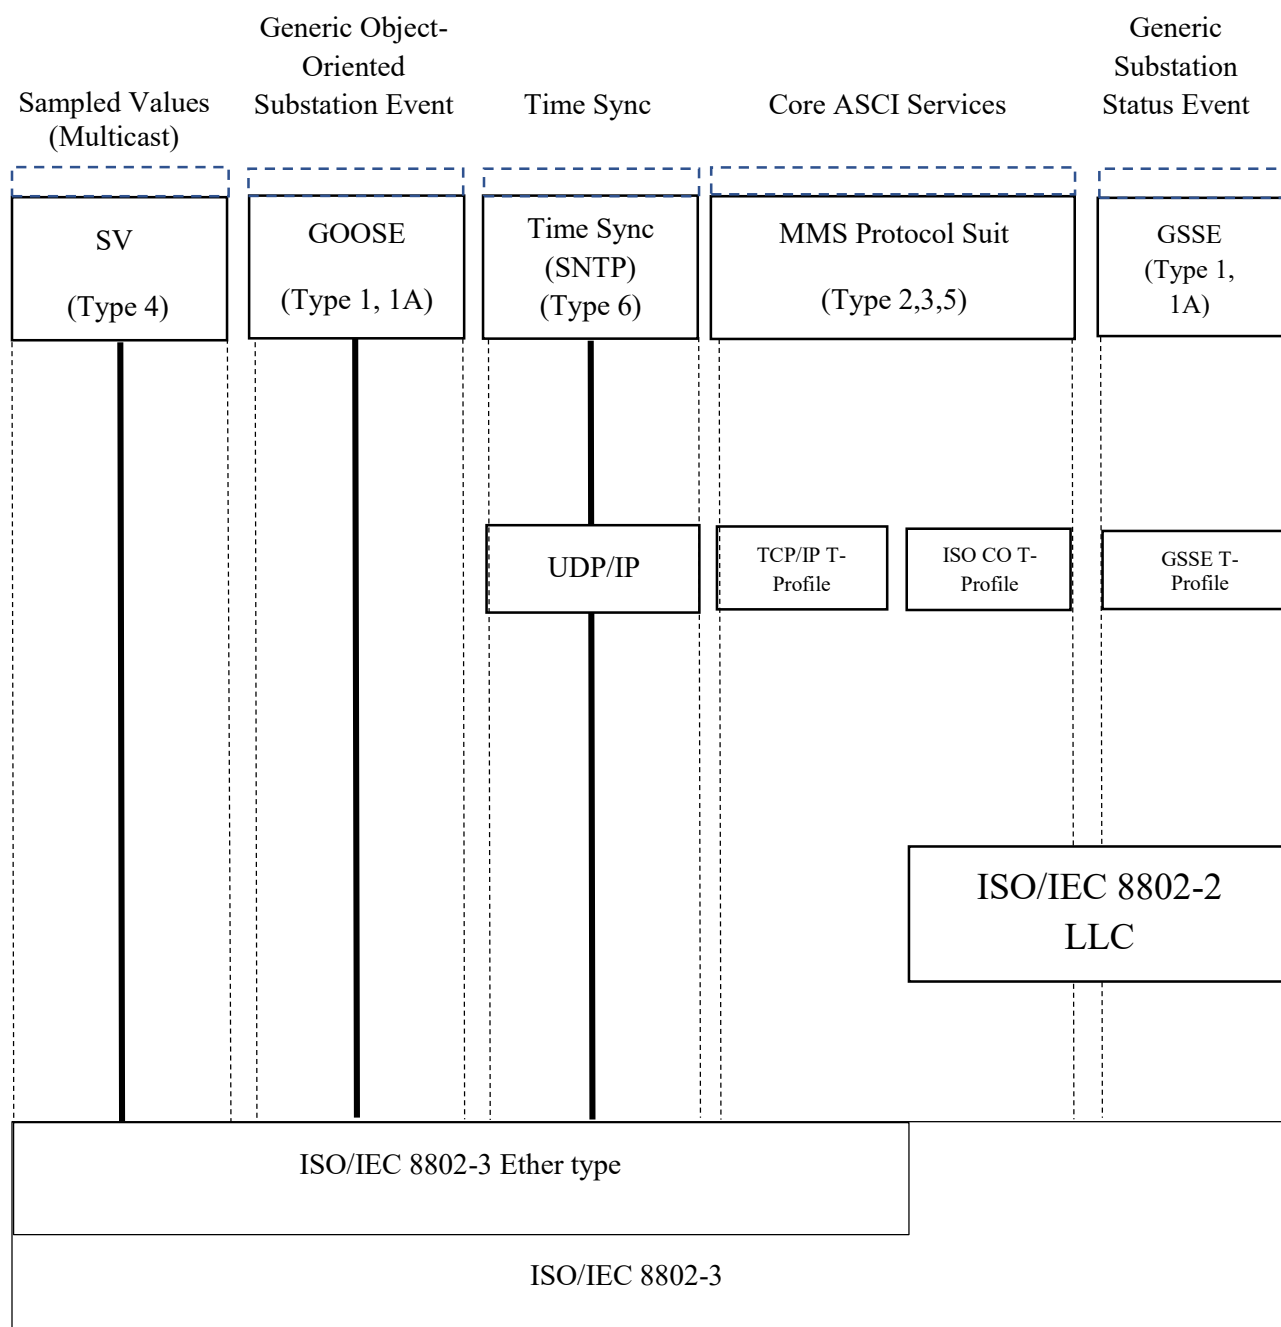 Sampled Values
(Multicast)
Generic Object-
Oriented
Substation Event
Time Sync
Core ASCI Services
Generic
Substation
Status Event
SV
(Type 4)
GOOSE
(Type 1, 1A)
Time Sync
(SNTP)
(Type 6)
MMS Protocol Suit
(Type 2,3,5)
GSSE
(Type 1,
1A)
UDP/IP
TCP/IP T-
Profile
ISO CO T-
Profile
GSSE T-
Profile
ISO/IEC 8802-2
LLC
ISO/IEC 8802-3 Ether type
ISO/IEC 8802-3